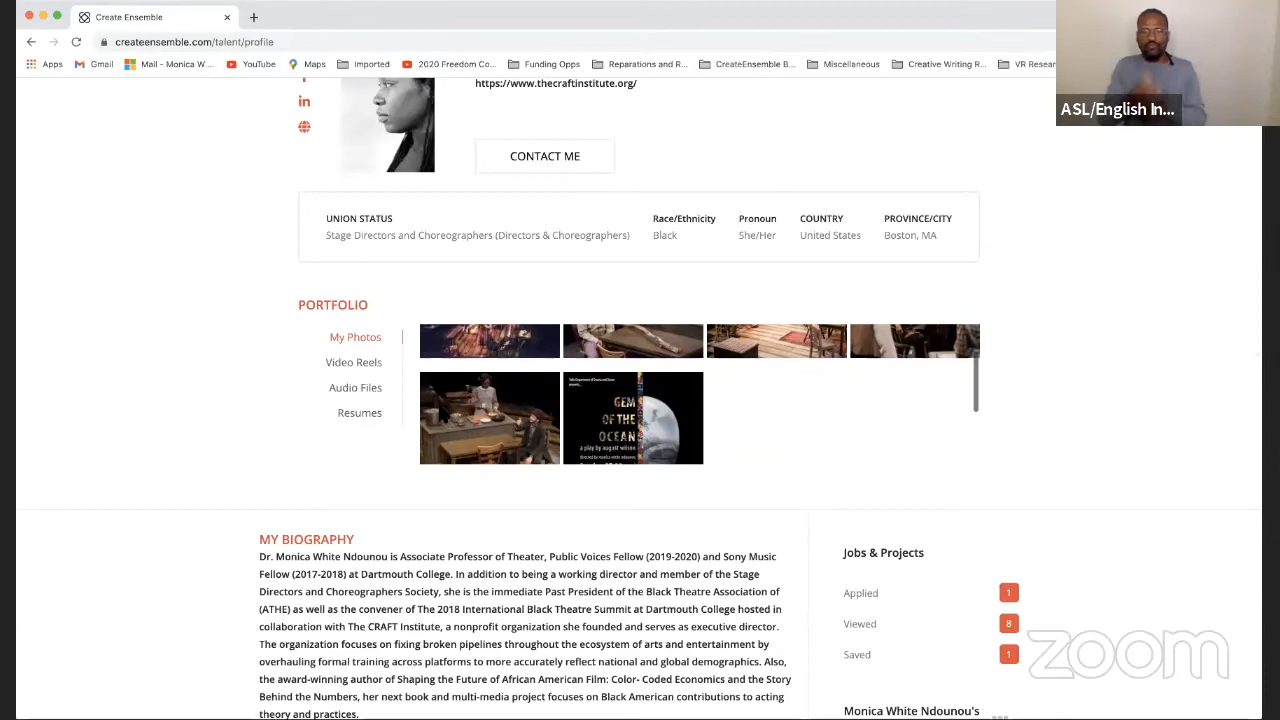 Create Ensemble
createensemble.com/talent/profile
Apps Gmail Mail - Monica W... YouTube Maps Imported 2020 Freedom Co... Funding Opps Reparations and R... CreateEnsemble B... Miscellaneous Creative Writing R... VR Resear
https://www.thecraftinstitute.org/
ASL/English In...
CONTACT ME
UNION STATUS Race/Ethnicity Pronoun COUNTRY PROVINCE/CITY
Stage Directors and Choreographers (Directors & Choreographers) Black She/Her United States Boston, MA
PORTFOLIO
My Photos
Video Reels
Audio Files
Resumes
GEM
OF THE
OCEAN
a play by august wilson
MY BIOGRAPHY
Dr. Monica White Ndounou is Associate Professor of Theater, Public Voices Fellow (2019-2020) and Sony Music
Fellow (2017-2018) at Dartmouth College. In addition to being a working director and member of the Stage
Directors and Choreographers Society, she is the immediate Past President of the Black Theatre Association of
(ATHE) as well as the convener of The 2018 International Black Theatre Summit at Dartmouth College hosted in
collaboration with The CRAFT Institute, a nonprofit organization she founded and serves as executive director.
The organization focuses on fixing broken pipelines throughout the ecosystem of arts and entertainment by
overhauling formal training across platforms to more accurately reflect national and global demographics. Also,
the award-winning author of Shaping the Future of African American Film: Color- Coded Economics and the Story
Behind the Numbers, her next book and multi-media project focuses on Black American contributions to acting
theory and practices.
Jobs & Projects
Applied 1
Viewed 8
Saved 1
Monica White Ndounou's
zoom